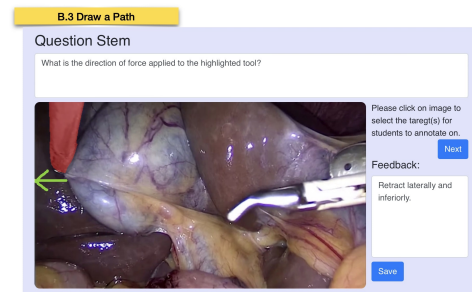 B.3 Draw a Path
Question Stem
What is the direction of force applied to the highlighted tool?
Please click on image to
select the taregt(s) for
students to annotate on.
Next
Feedback:
Retract laterally and
inferiorly.
Save